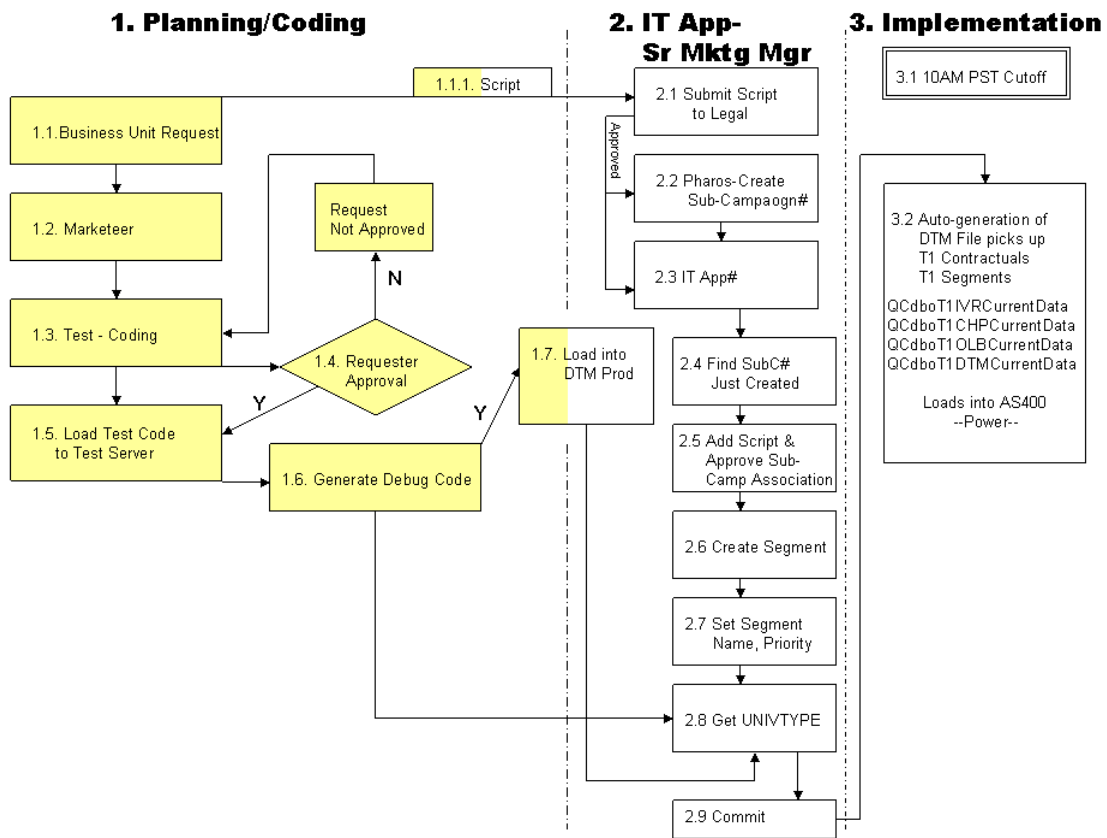 1. Planning/Coding
2. IT App-
Sr Mktg Mgr
3. Implementation
1.1.1. Script
1.1.Business Unit Request
1.2. Marketeer
Request
Not Approved
N
1.3. Test - Coding
1.4. Requester
Approval
Y
1.5. Load Test Code
to Test Server
1.6. Generate Debug Code
Y
1.7. Load into
DTM Prod
2.1 Submit Script
to Legal
Approved
2.2 Pharos-Create
Sub-Campaogn#
2.3 IT App#
2.4 Find SubC#
Just Created
2.5 Add Script &
Approve Sub-
Camp Association
2.6 Create Segment
2.7 Set Segment
Name, Priority
2.8 Get UNIVTYPE
2.9 Commit
3.1 10AM PST Cutoff
3.2 Auto-generation of
DTM File picks up
T1 Contractuals
T1 Segments
QCdboT1IVRCurrentData
QCdboT1CHPCurrentData
QCdboT1OLBCurrentData
QCdboT1DTMCurrentData
Loads into AS400
--Power--